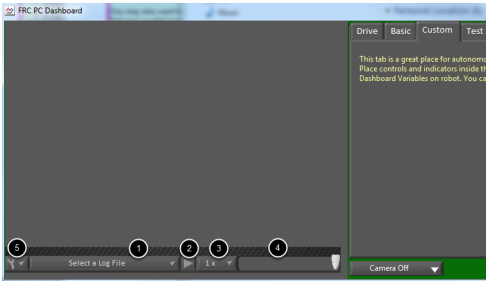 FRC PC Dashboard
Drive Basic Custom Test
This tab is a great place for autonomo
Place controls and indicators inside th
Dashboard Variables on robot. You ca
5 1 2 3 4
Select a Log File 1 x
Camera Off